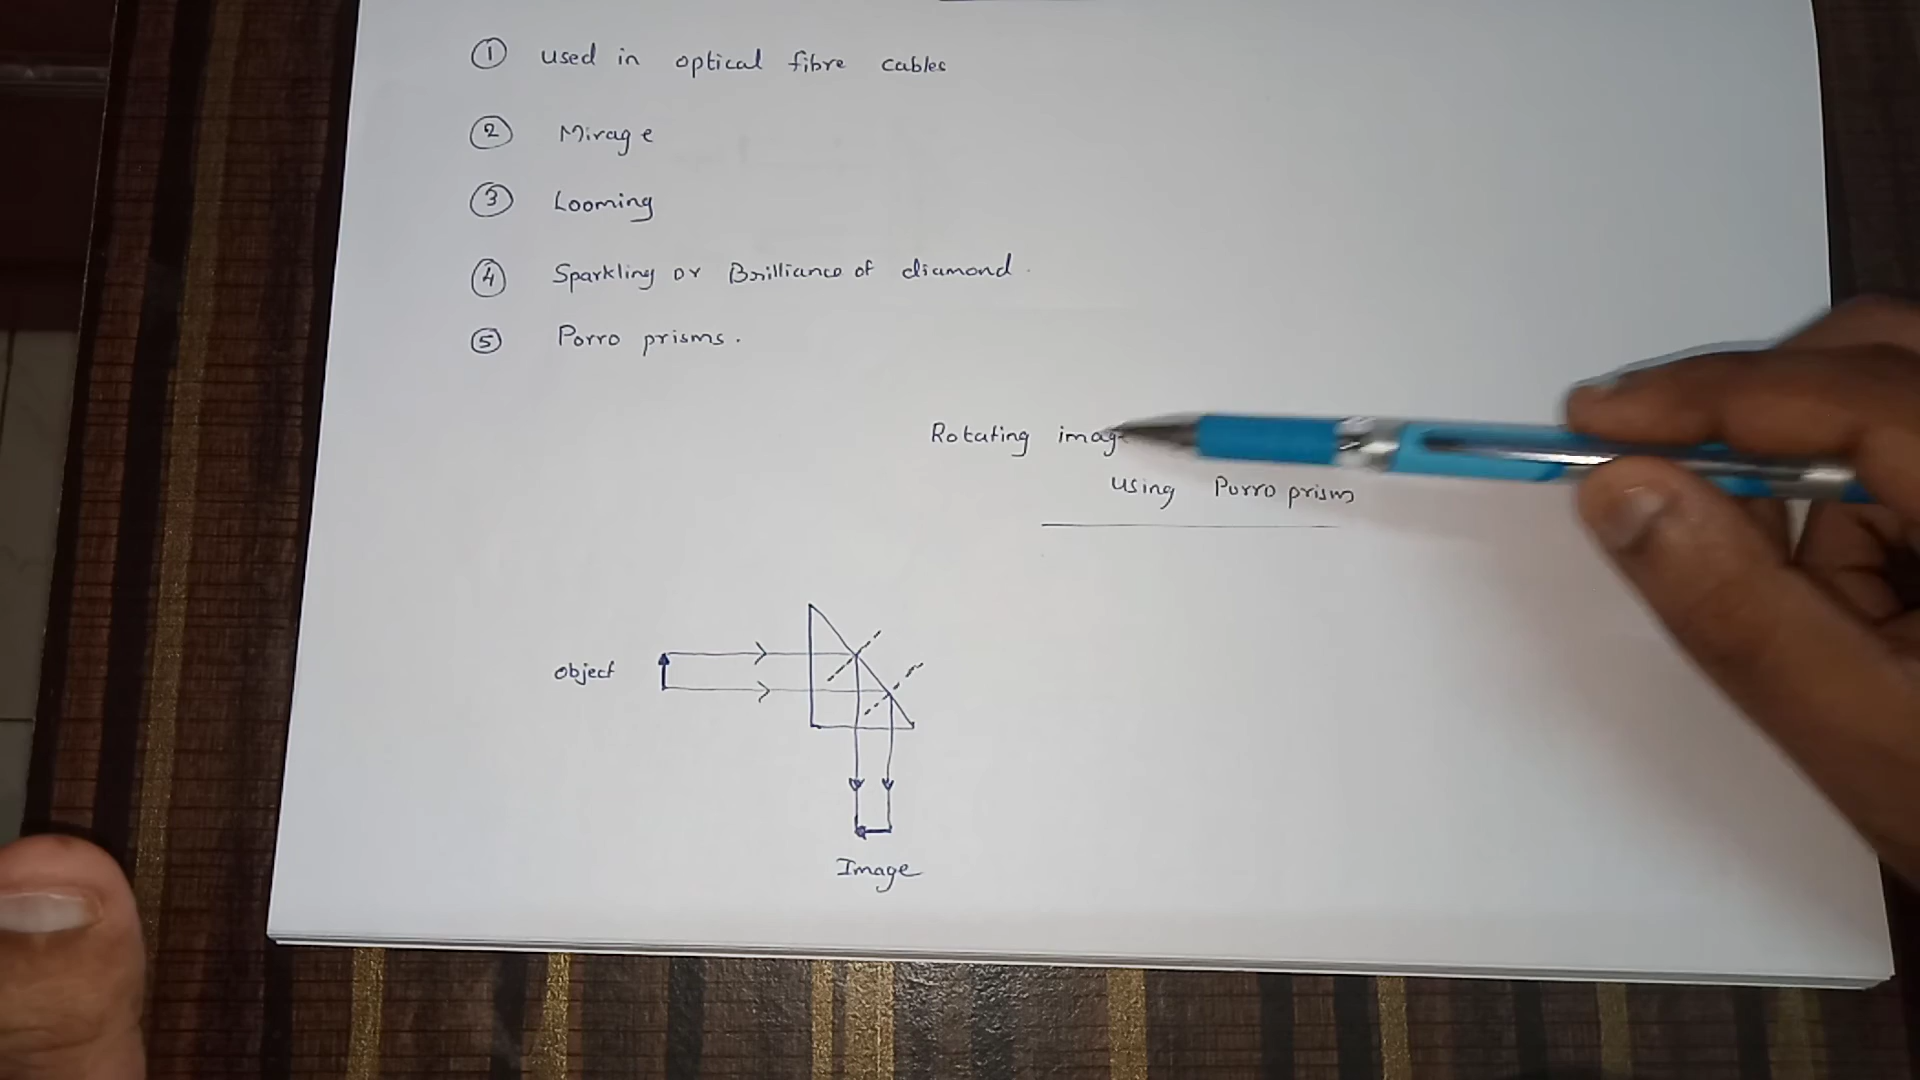 ① used in optical fibre cables
② Mirage
③ Looming
④ Sparkling or Brilliance of diamond.
⑤ Porro prisms.
Rotating
using Porro prism
object
Image